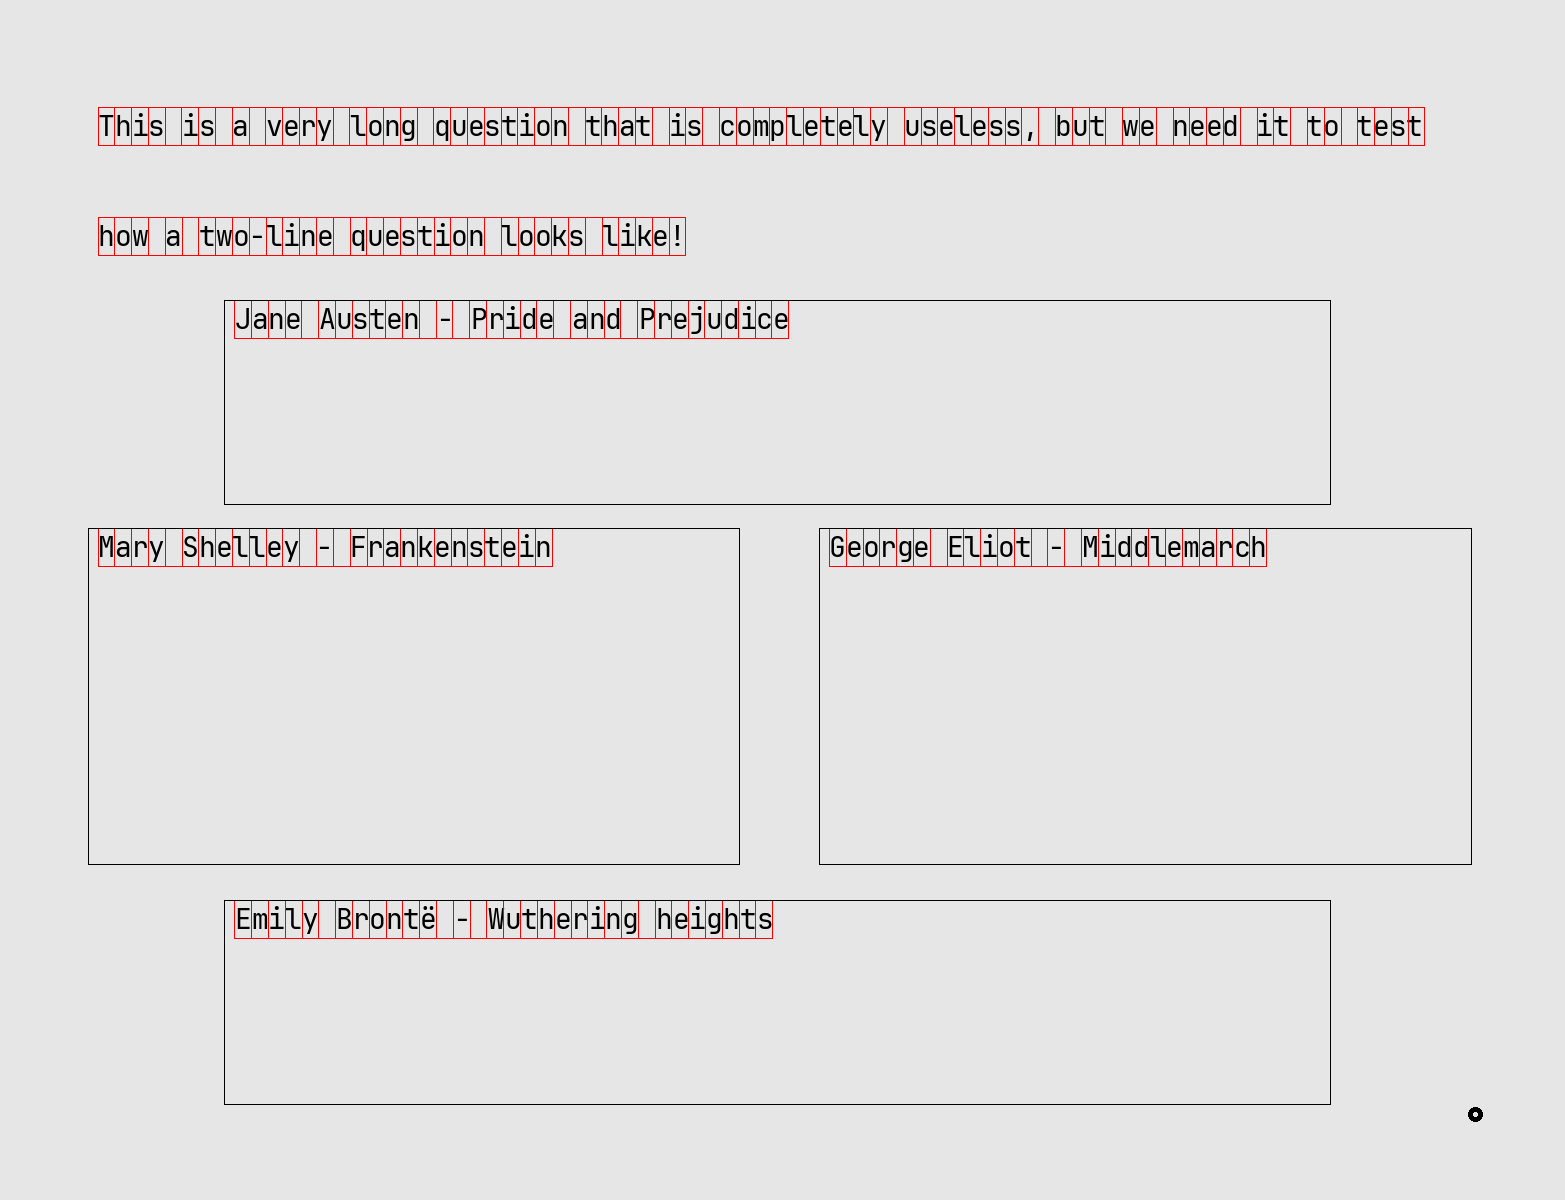 This is a very long question that is completely useless, but we need it to test
how a two-line question looks like!
Jane Austen - Pride and Prejudice
Mary Shelley - Frankenstein
George Eliot - Middlemarch
Emily Brontë - Wuthering heights